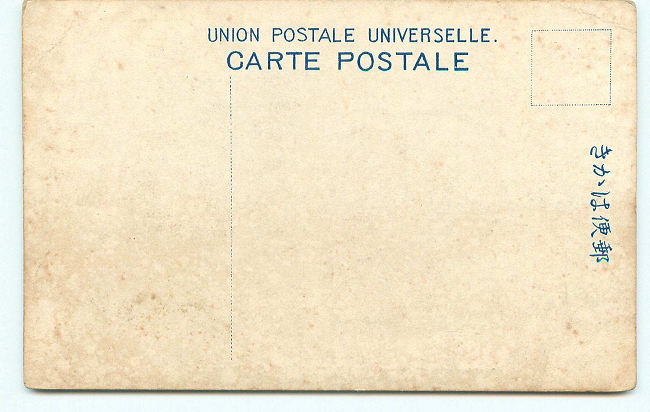 UNION POSTALE UNIVERSELLE.
CARTE POSTALE
きかは便郵